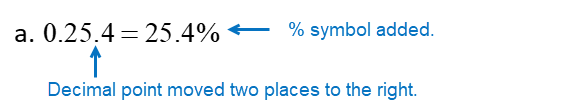 a. 0.25.4 = 25.4% % symbol added.
Decimal point moved two places to the right.